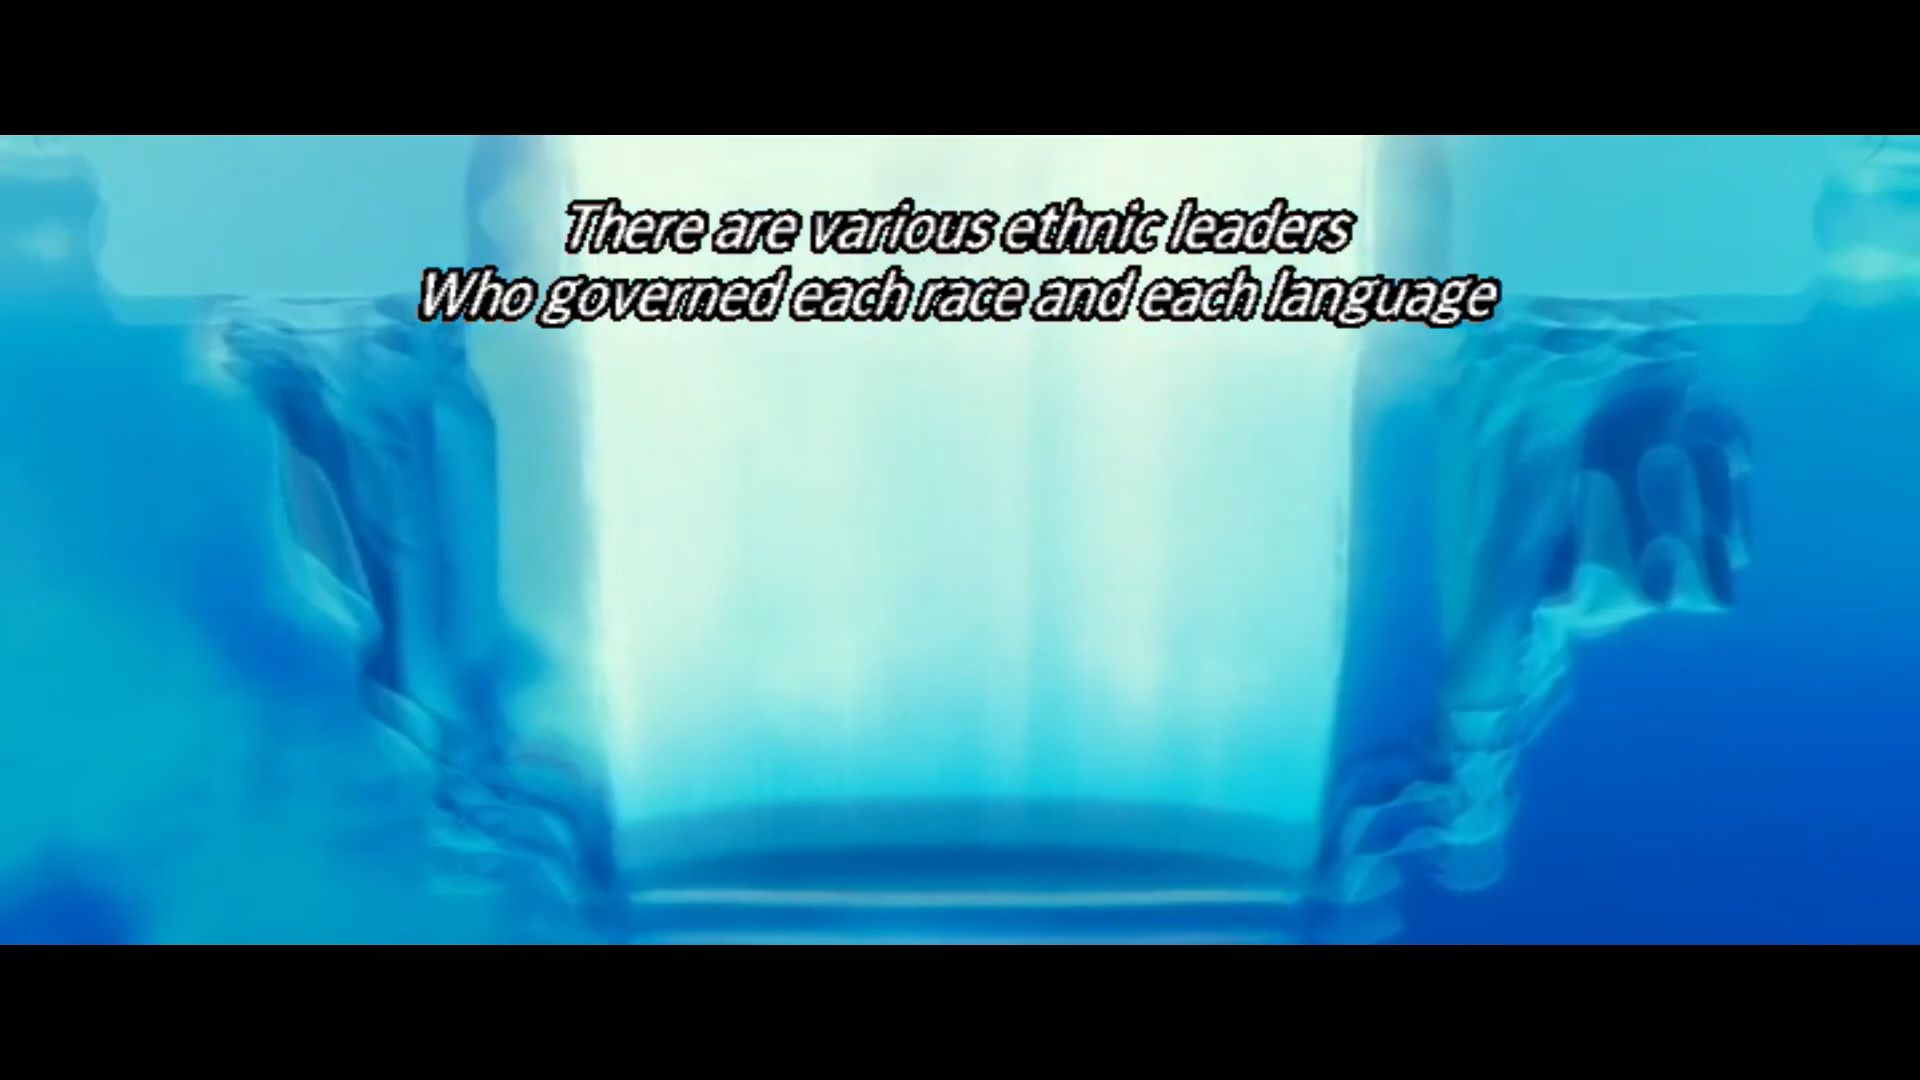 There are various ethnic leaders
Who governed each race and each language